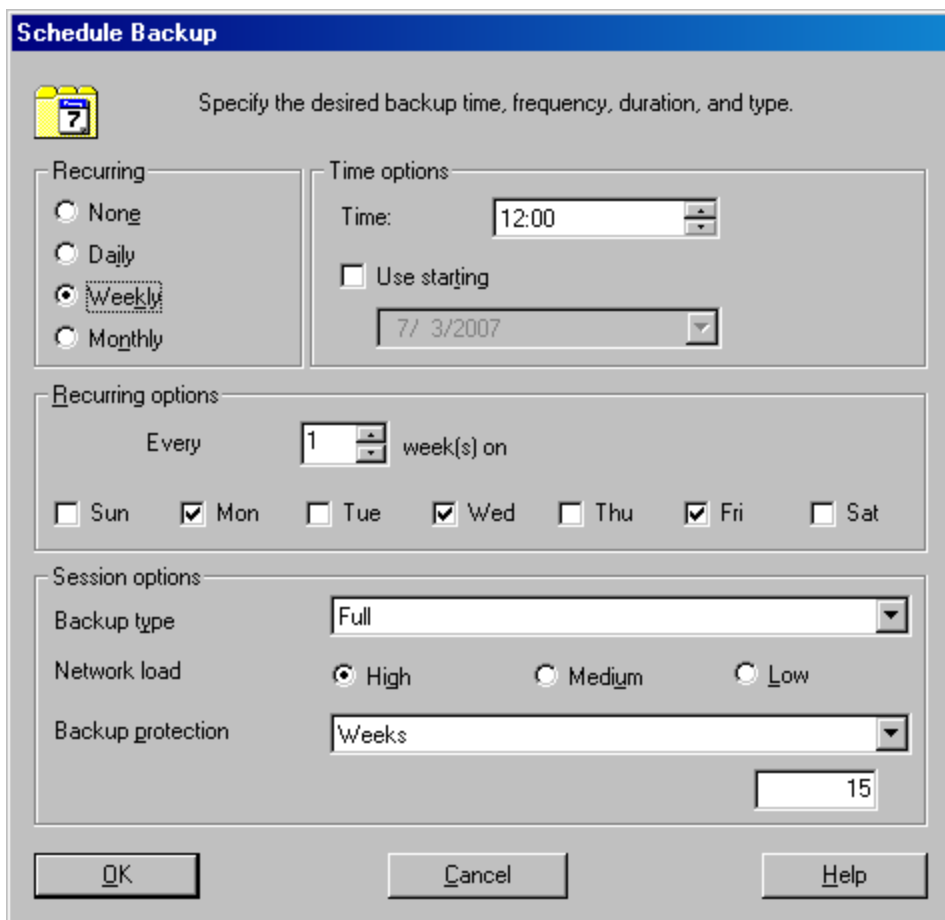 Schedule Backup
7
Specify the desired backup time, frequency, duration, and type.
Recurring
None
Daily
Weekly
Monthly
Time options
Time: 12:00
Use starting
7/ 3/2007
Recurring options
Every 1 week(s) on
Sun Mon Tue Wed Thu Fri Sat
Session options
Backup type Full
Network load High Medium Low
Backup protection Weeks
15
OK Cancel Help